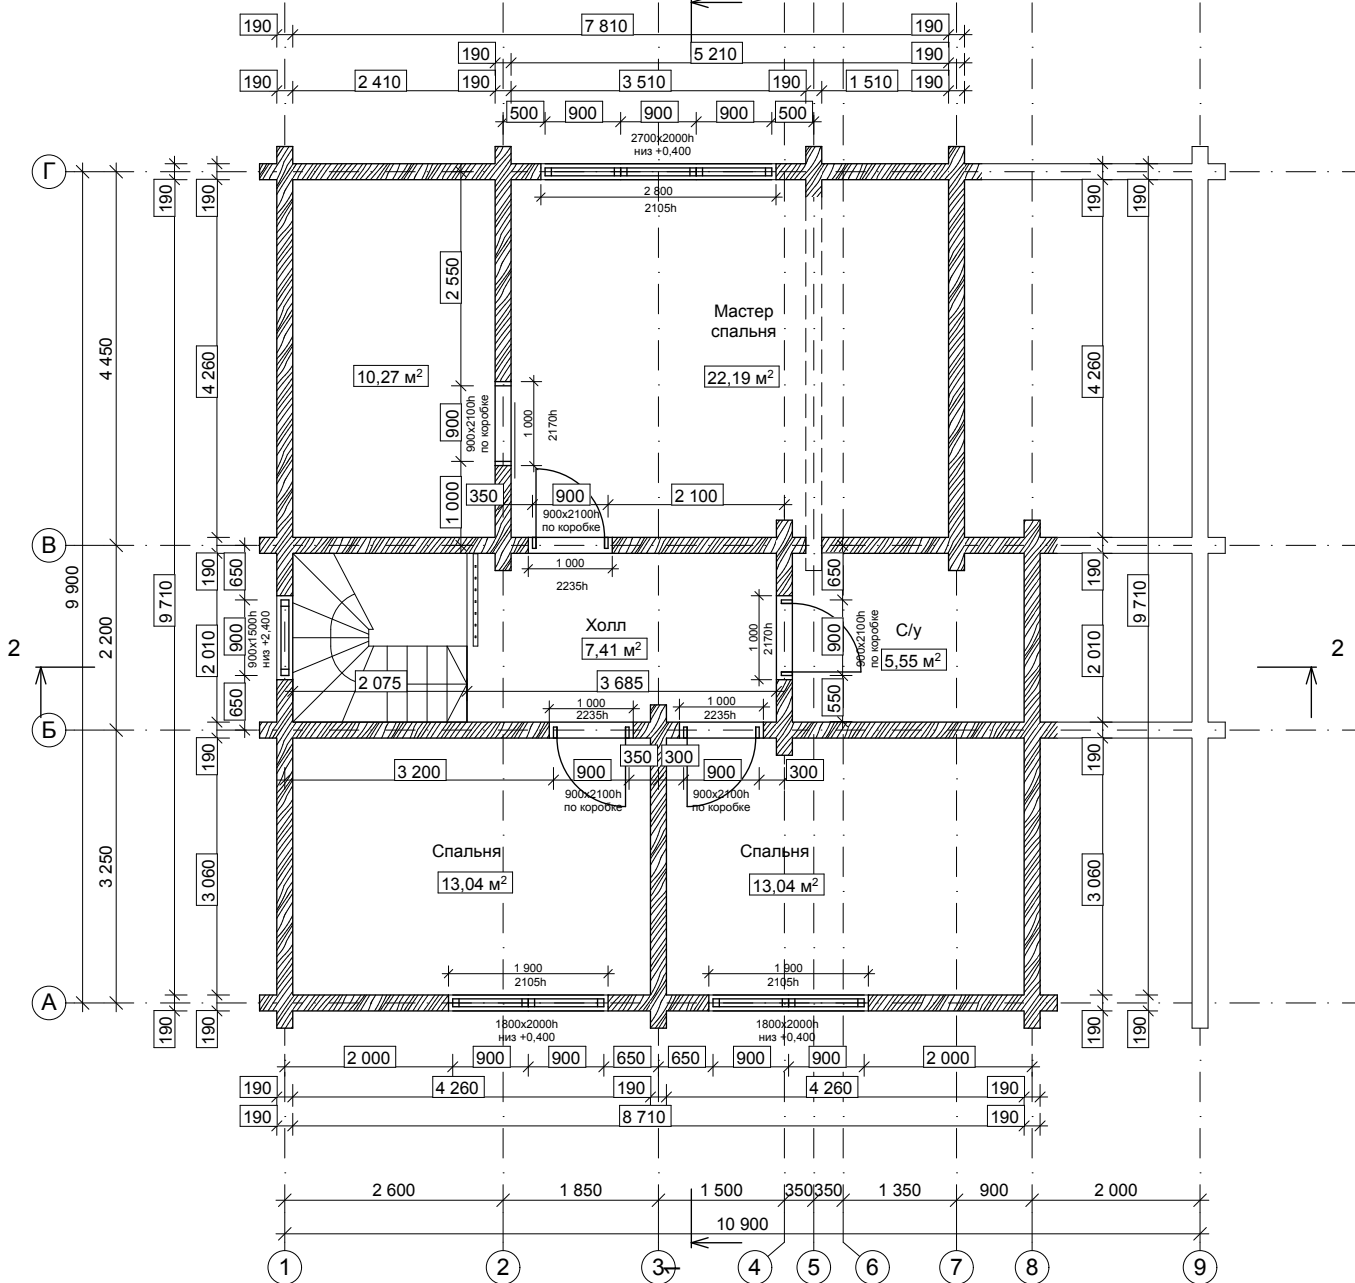 190
7 810
190
190
5 210
190
190
2 410
190
3 510
190
1 510
190
500
900
900
900
500
2700x2000h
низ +0,400
Г
190
190
2 800
2105h
190
190
2 550
Мастер
спальня
4 450
4 260
4 260
10,27 м²
22,19 м²
900
900x2100h
по коробке
1 000
2170h
1 000
350
900
2 100
900x2100h
по коробке
В
190
650
1 000
2235h
650
190
9 900
9 710
9 710
2 200
2 010
900
900x1500h
низ +2,400
Холл
7,41 м²
1 000
2170h
900
900x2100h
по коробке
С/у
5,55 м²
2 010
2
2
2 075
3 685
650
550
1 000
2235h
1 000
2235h
Б
190
190
350
300
3 200
900
900
300
900x2100h
по коробке
900x2100h
по коробке
3 250
3 060
3 060
Спальня
13,04 м²
Спальня
13,04 м²
1 900
2105h
1 900
2105h
А
190
190
190
190
1800x2000h
низ +0,400
1800x2000h
низ +0,400
2 000
900
900
650
650
900
900
2 000
190
4 260
190
4 260
190
190
8 710
190
2 600
1 850
1 500
350
350
1 350
900
2 000
10 900
1
2
3
4
5
6
7
8
9